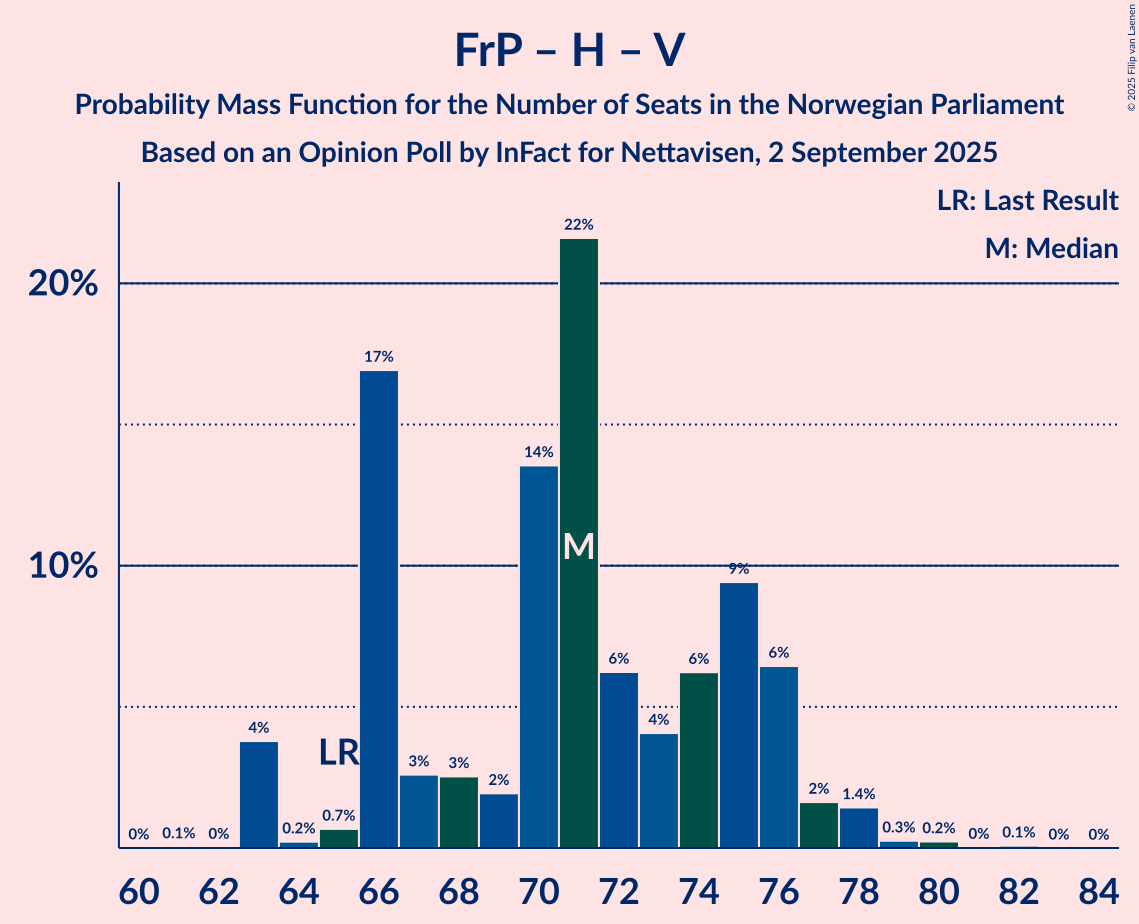 FrP – H – V
Probability Mass Function for the Number of Seats in the Norwegian Parliament
Based on an Opinion Poll by InFact for Nettavisen, 2 September 2025
© 2025 Filip van Laenen
LR: Last Result
M: Median
20%
10%
0% 0.1% 0% 4% 0.2% 0.7% 17% 3% 3% 2% 14% 22% 6% 4% 6% 9% 6% 2% 1.4% 0.3% 0.2% 0% 0.1% 0% 0%
LR
M
60 62 64 66 68 70 72 74 76 78 80 82 84